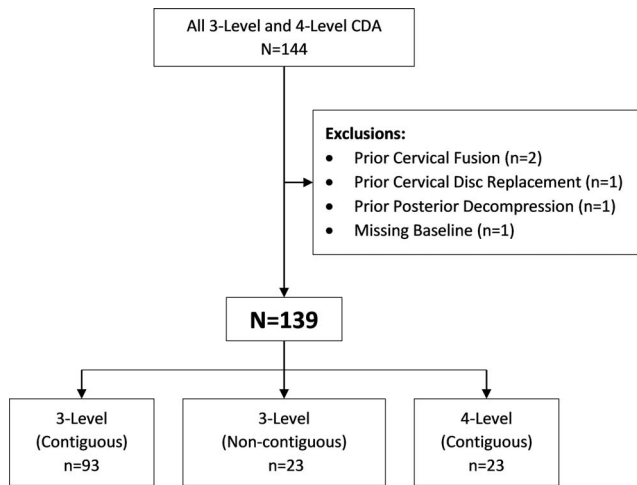 All 3-Level and 4-Level CDA
N=144
Exclusions:
• Prior Cervical Fusion (n=2)
• Prior Cervical Disc Replacement (n=1)
• Prior Posterior Decompression (n=1)
• Missing Baseline (n=1)
N=139
3-Level
(Contiguous)
n=93
3-Level
(Non-contiguous)
n=23
4-Level
(Contiguous)
n=23